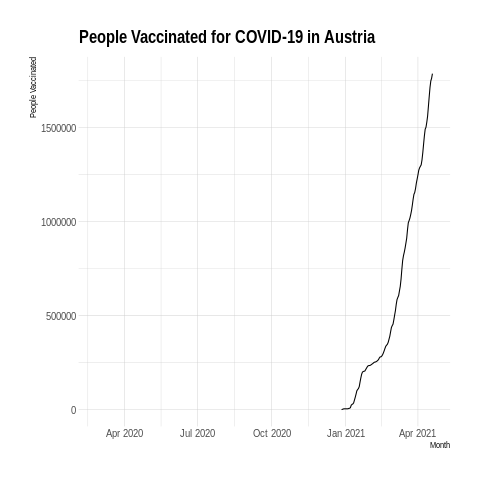 People Vaccinated for COVID-19 in Austria
People Vaccinated
1500000
1000000
500000
0
Apr 2020 Jul 2020 Oct 2020 Jan 2021 Apr 2021
Month